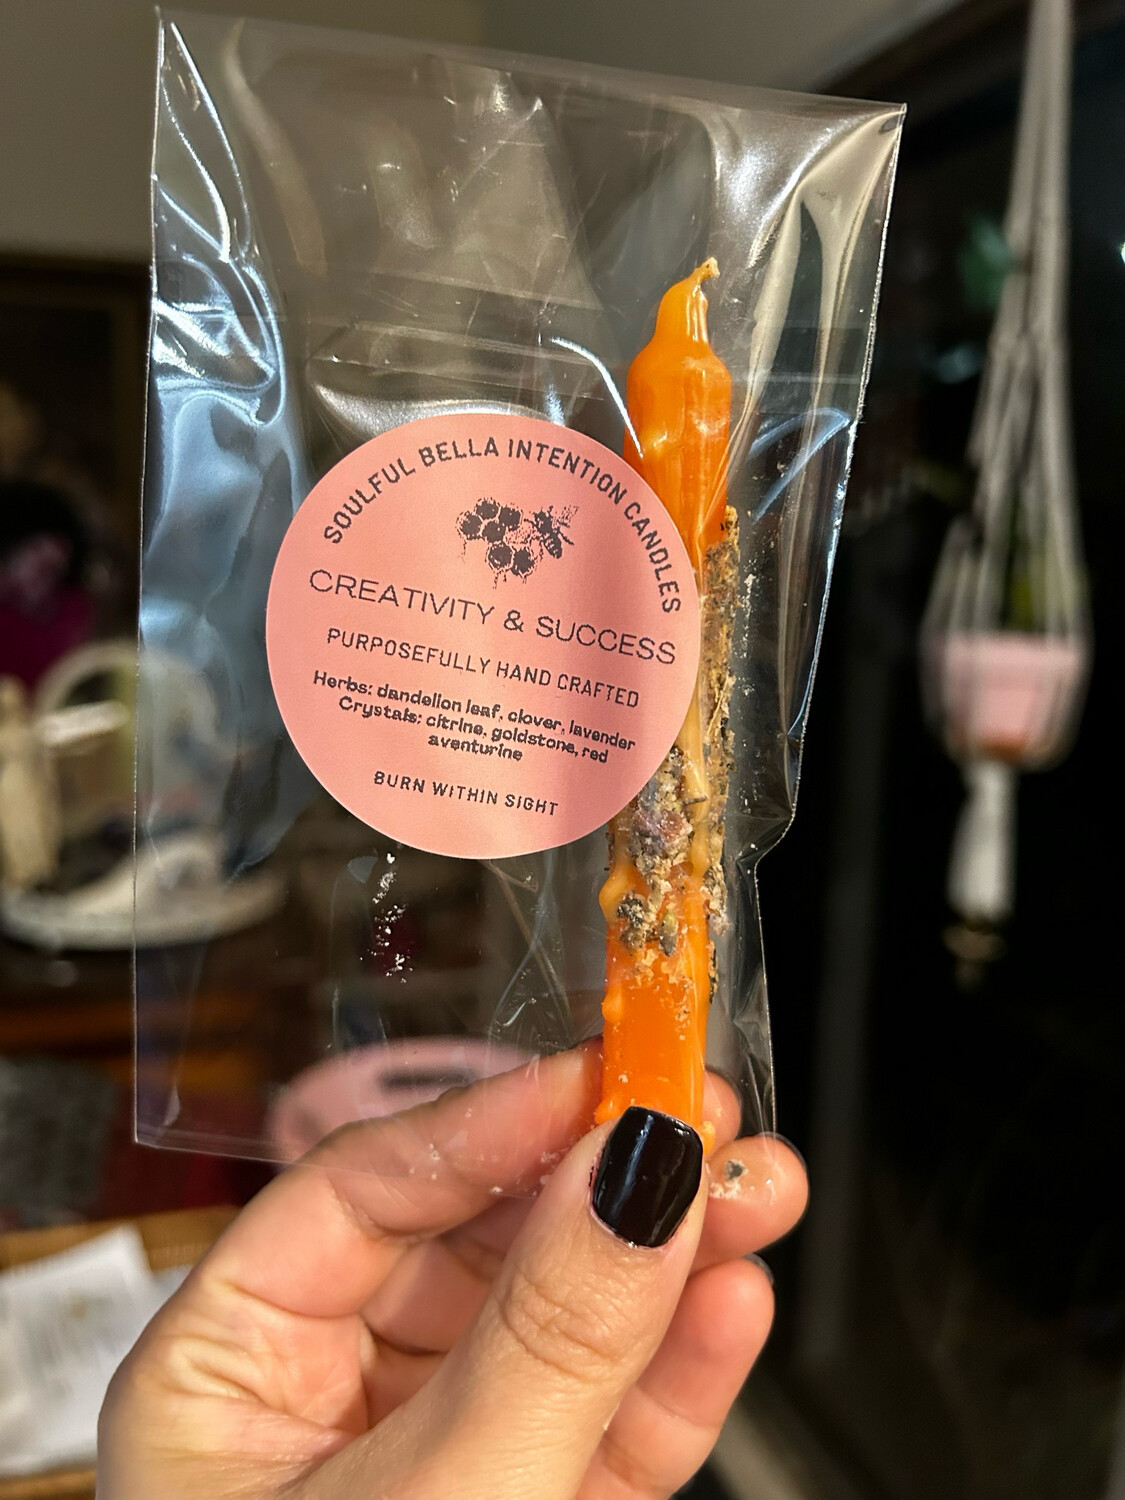 SOULFUL BELLA INTENTION CANDLES
CREATIVITY & SUCCESS
PURPOSEFULLY HAND CRAFTED
Herbs: dandelion leaf, clover, lavender
Crystals: citrine, goldstone, red
aventurine
BURN WITHIN SIGHT